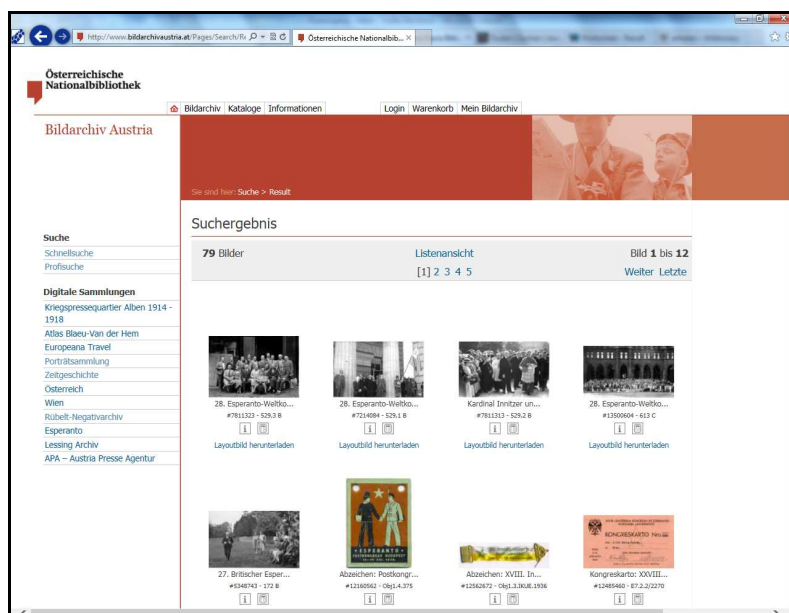 http://www.bildarchivaustria.at/Pages/Search/Re
Österreichische Nationalbib...
Österreichische
Nationalbibliothek
Bildarchiv Kataloge Informationen Login Warenkorb Mein Bildarchiv
Bildarchiv Austria
Sie sind hier: Suche > Result
Suchergebnis
Suche
Schnellsuche
Profisuche
Digitale Sammlungen
Kriegspressequartier Alben 1914 -
1918
Atlas Blaeu-Van der Hem
Europeana Travel
Porträtsammlung
Zeitgeschichte
Österreich
Wien
Rübelt-Negativarchiv
Esperanto
Lessing Archiv
APA – Austria Presse Agentur
79 Bilder Listenansicht Bild 1 bis 12
[1] 2 3 4 5 Weiter Letzte
28. Esperanto-Weltko... 28. Esperanto-Weltko... Kardinal Innitzer un... 28. Esperanto-Weltko...
#7811323 - 529.3 B #7214084 - 529,1 B #7811313 - 529.2 B #13500604 - 613 C
Layoutbild herunterladen Layoutbild herunterladen Layoutbild herunterladen Layoutbild herunterladen
ESPERANTO
KONGRESKARTO
27. Britischer Esper... Abzeichen: Postkongr... Abzeichen: XVIII. In... Kongreskarto: XXVIII...
#5348743 - 172 B #12160562 - Obj1.4.375 #12562672 - Obj1.3.IKUE.1936 #12485460 - E7.2.2/2270